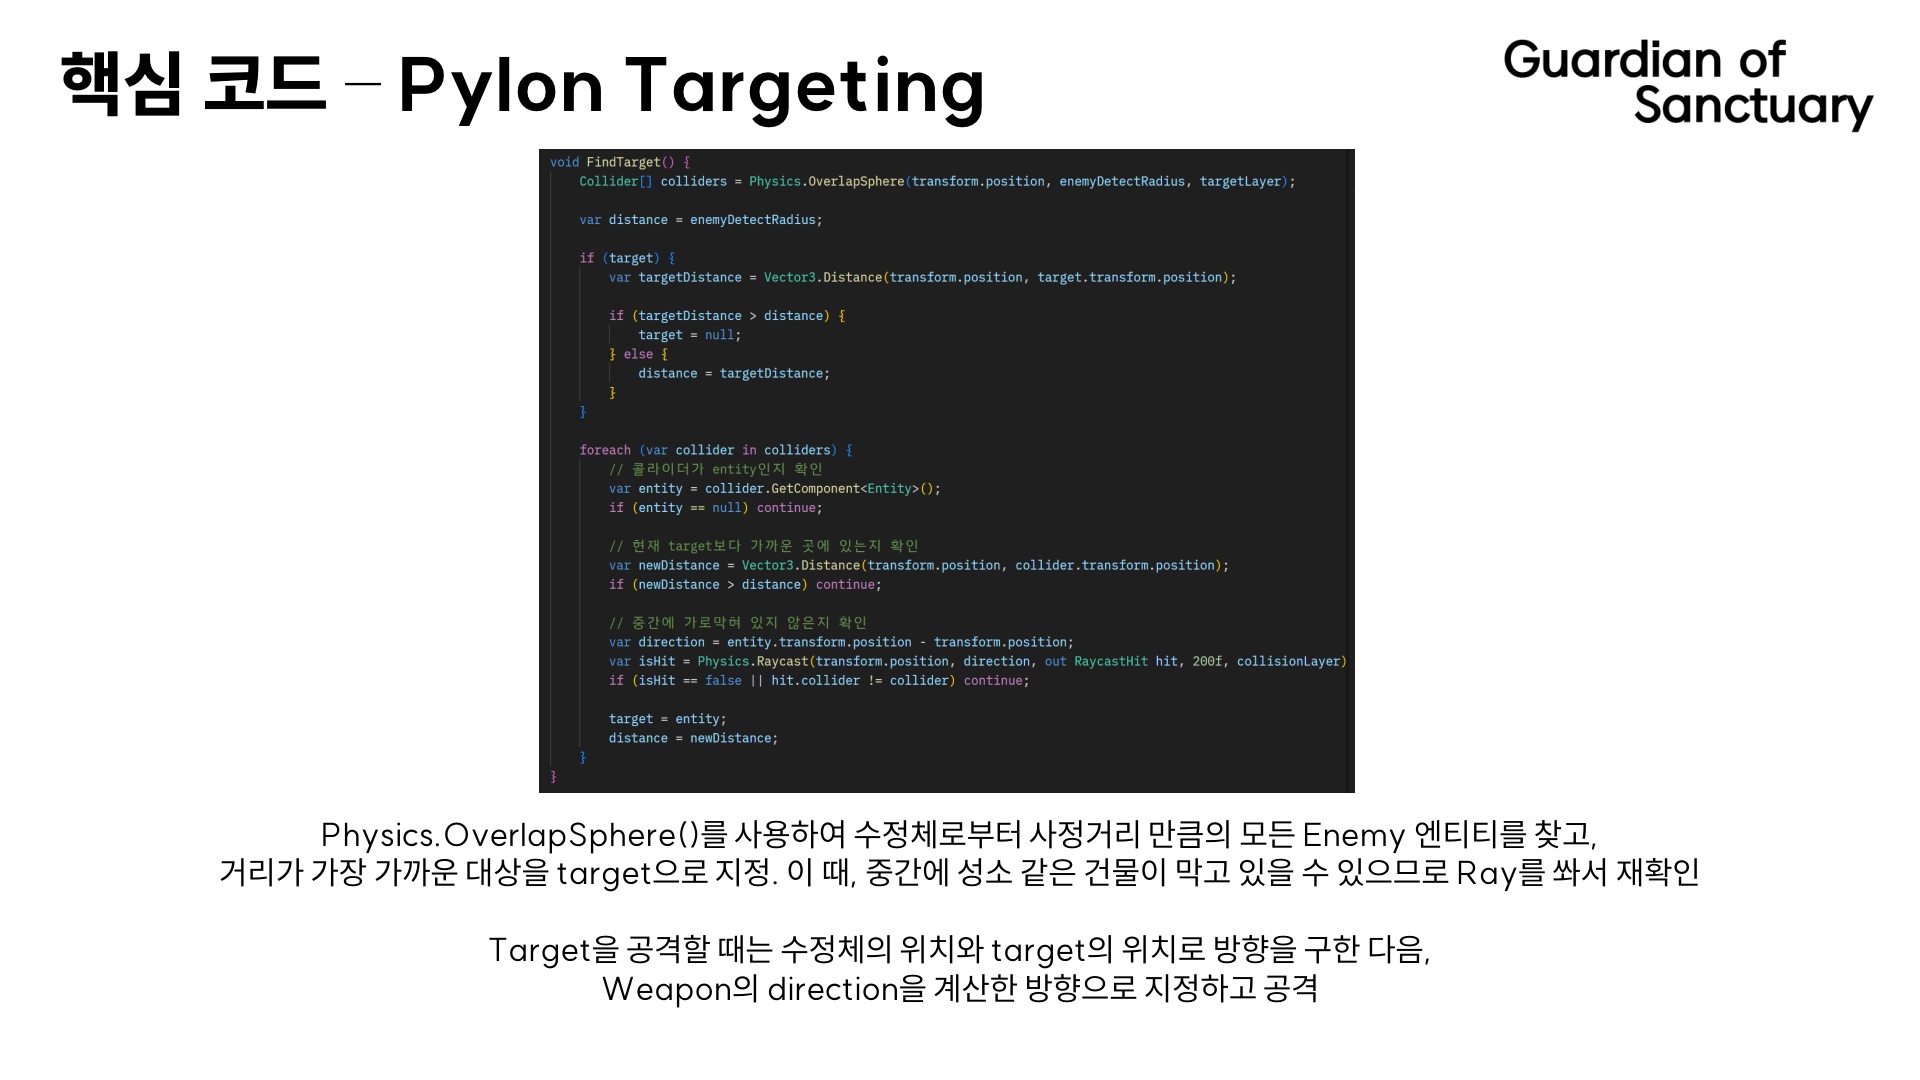 핵심 코드 – Pylon Targeting
Guardian of
Sanctuary
void FindTarget() {
Collider[] colliders = Physics.OverlapSphere(transform.position, enemyDetectRadius, targetLayer);
var distance = enemyDetectRadius;
if (target) {
var targetDistance = Vector3.Distance(transform.position, target.transform.position);
if (targetDistance > distance) {
target = null;
} else {
distance = targetDistance;
}
}
foreach (var collider in colliders) {
// 콜라이더가 entity인지 확인
var entity = collider.GetComponent<Entity>();
if (entity == null) continue;
// 현재 target보다 가까운 곳에 있는지 확인
var newDistance = Vector3.Distance(transform.position, collider.transform.position);
if (newDistance > distance) continue;
// 중간에 가로막혀 있지 않은지 확인
var direction = entity.transform.position - transform.position;
var isHit = Physics.Raycast(transform.position, direction, out RaycastHit hit, 200f, collisionLayer)
if (isHit == false || hit.collider != collider) continue;
target = entity;
distance = newDistance;
}
}
Physics.OverlapSphere()를 사용하여 수정체로부터 사정거리 만큼의 모든 Enemy 엔티티를 찾고,
거리가 가장 가까운 대상을 target으로 지정. 이 때, 중간에 성소 같은 건물이 막고 있을 수 있으므로 Ray를 쏴서 재확인
Target을 공격할 때는 수정체의 위치와 target의 위치로 방향을 구한 다음,
Weapon의 direction을 계산한 방향으로 지정하고 공격